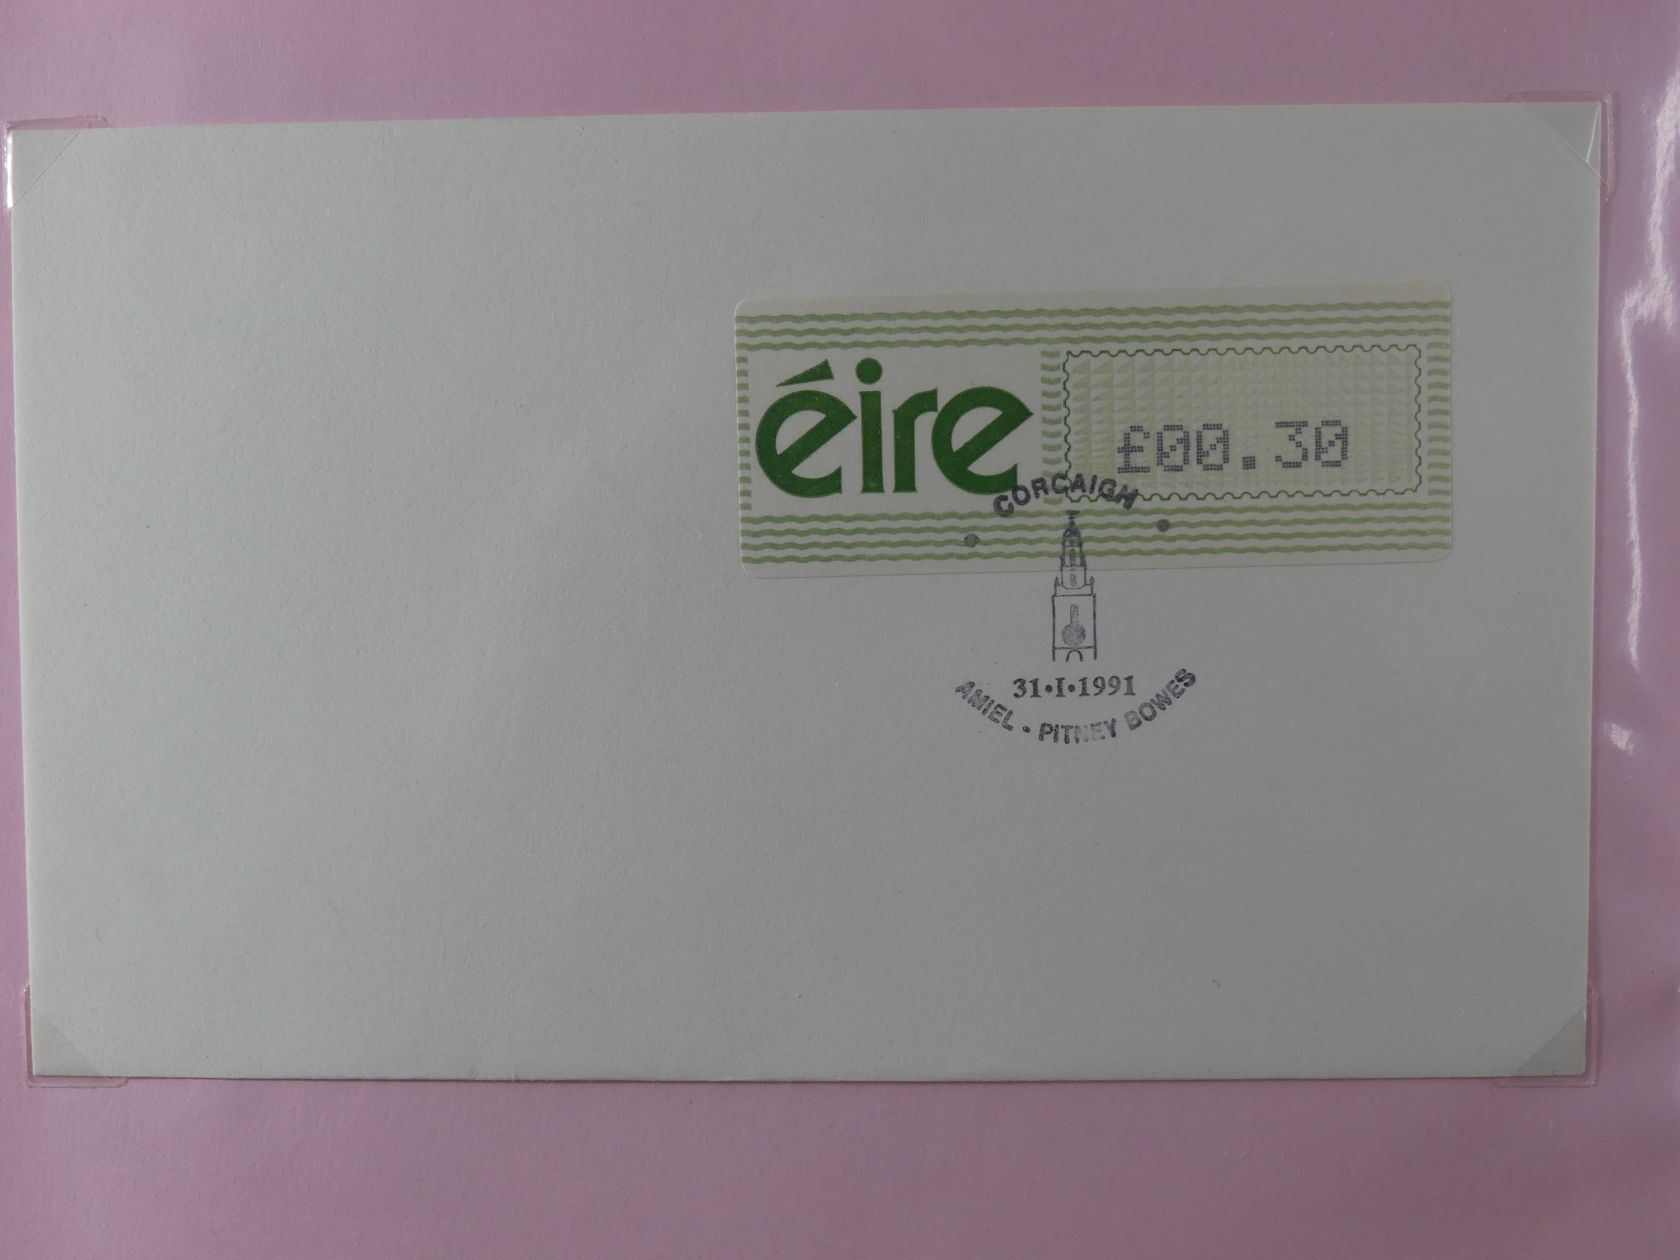 éire
£00.30
CORCAIGH
31•I•1991
AMIEL - PITNEY BOWES